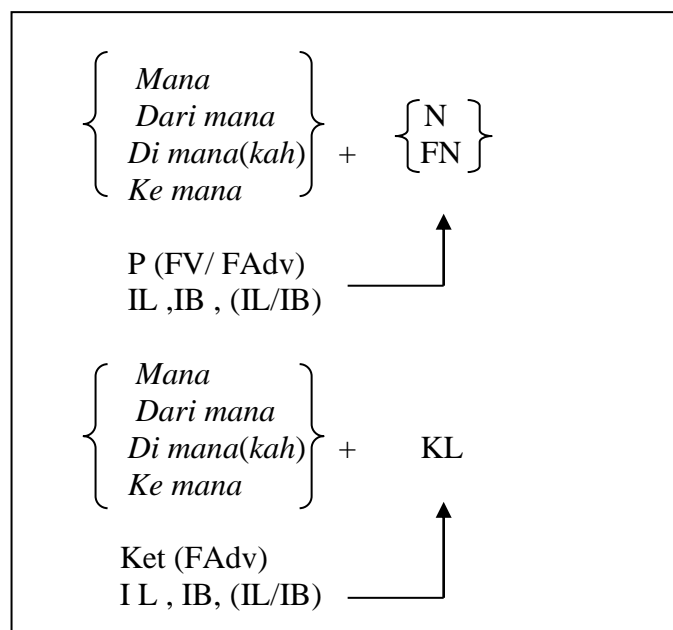 Mana
Dari mana
Di mana(kah) + N
Ke mana FN
P (FV/ FAdv)
IL ,IB , (IL/IB)
Mana
Dari mana
Di mana(kah) + KL
Ke mana
Ket (FAdv)
I L , IB, (IL/IB)